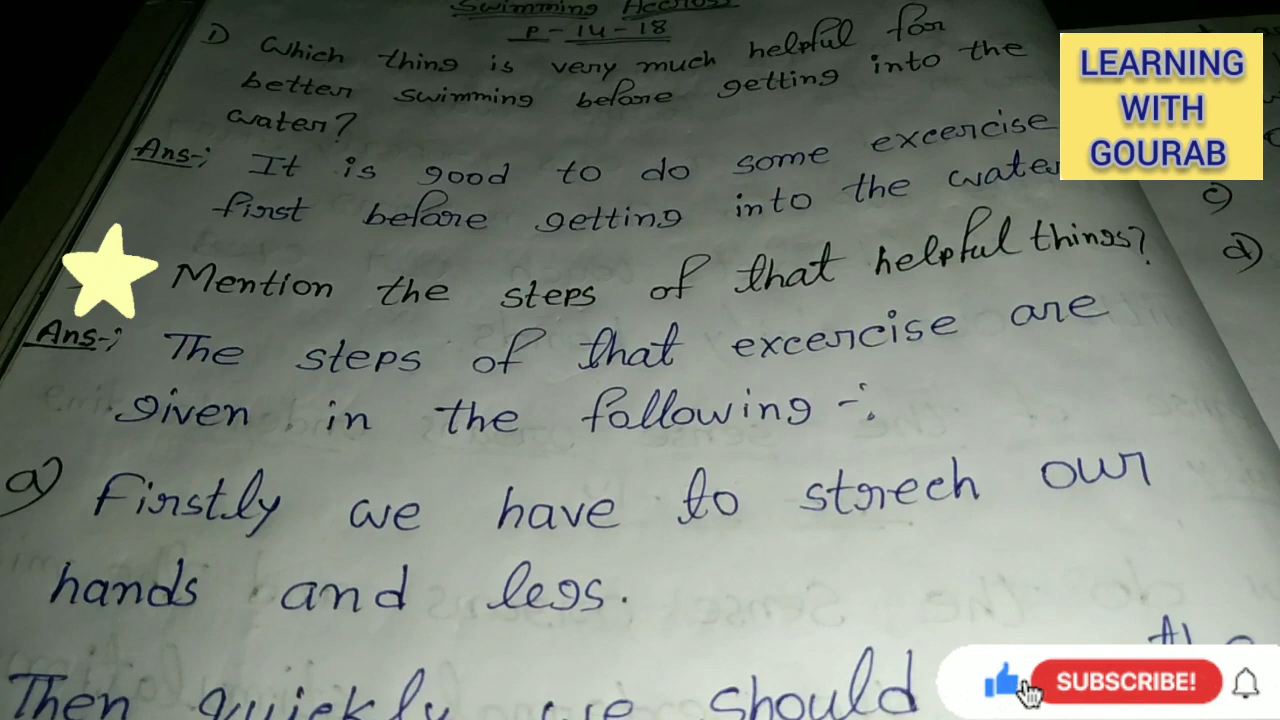 Swimming Accross
P-14-18
1) Which thing is very much helpful for
better swimming before getting into the
water?
Ans-; It is good to do some excercise
first before getting into the water
Mention the steps of that helpful things?
Ans-; The steps of that excercise are
given in the following -:
a) Firstly we have to strech our
hands and legs.
Then quickly we should
c)
d)
LEARNING
WITH
GOURAB
SUBSCRIBE!